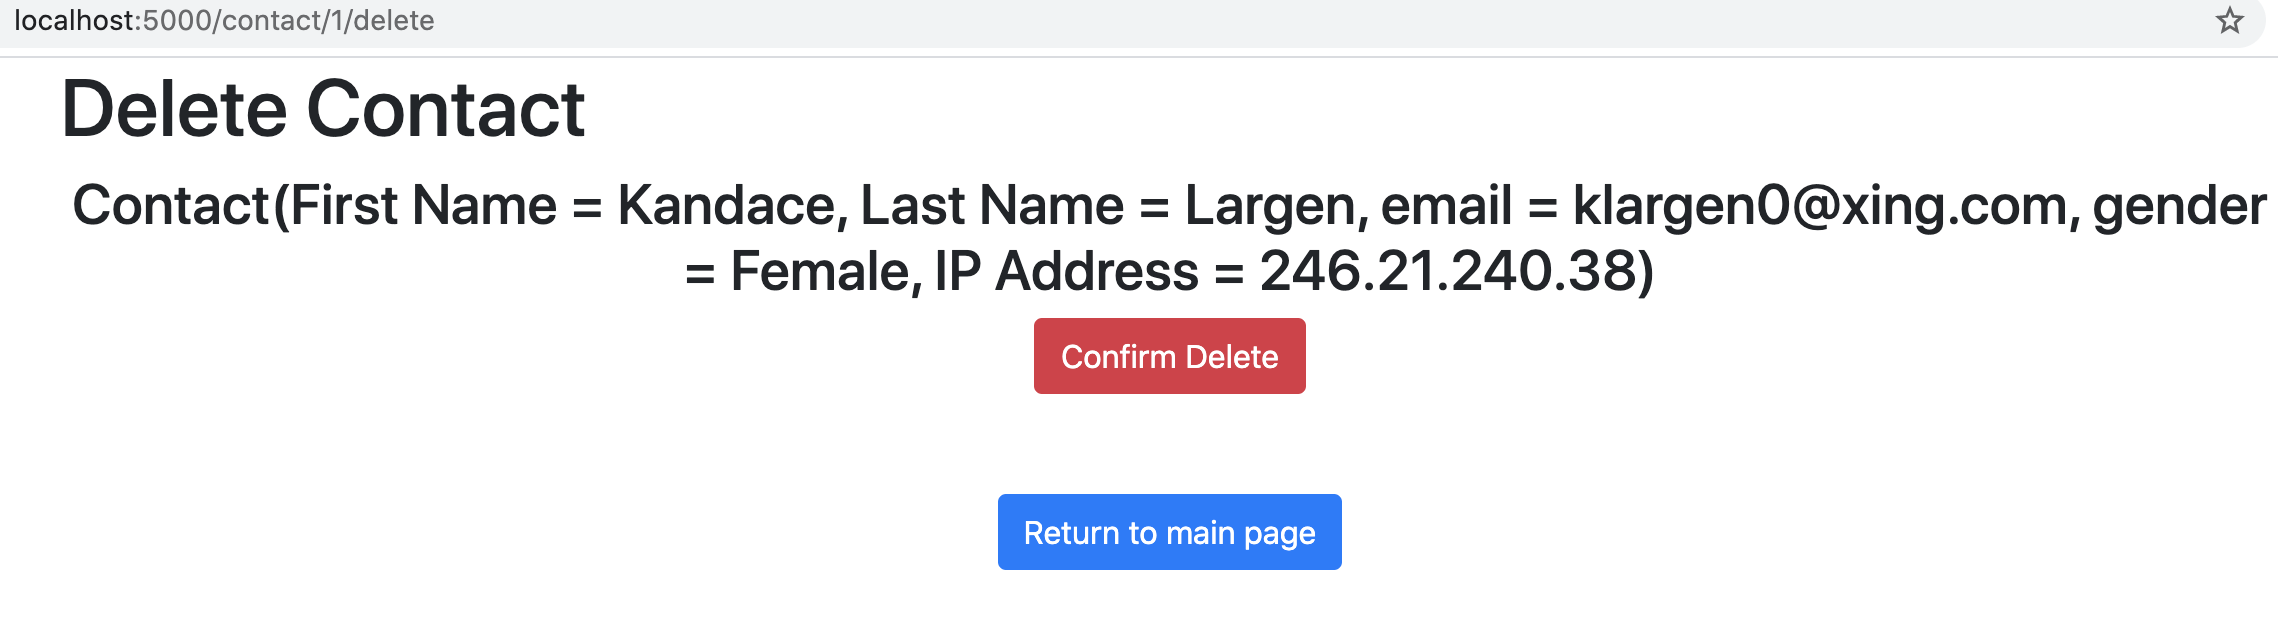 localhost:5000/contact/1/delete
Delete Contact
Contact(First Name = Kandace, Last Name = Largen, email = klargen0@xing.com, gender
= Female, IP Address = 246.21.240.38)
Confirm Delete
Return to main page